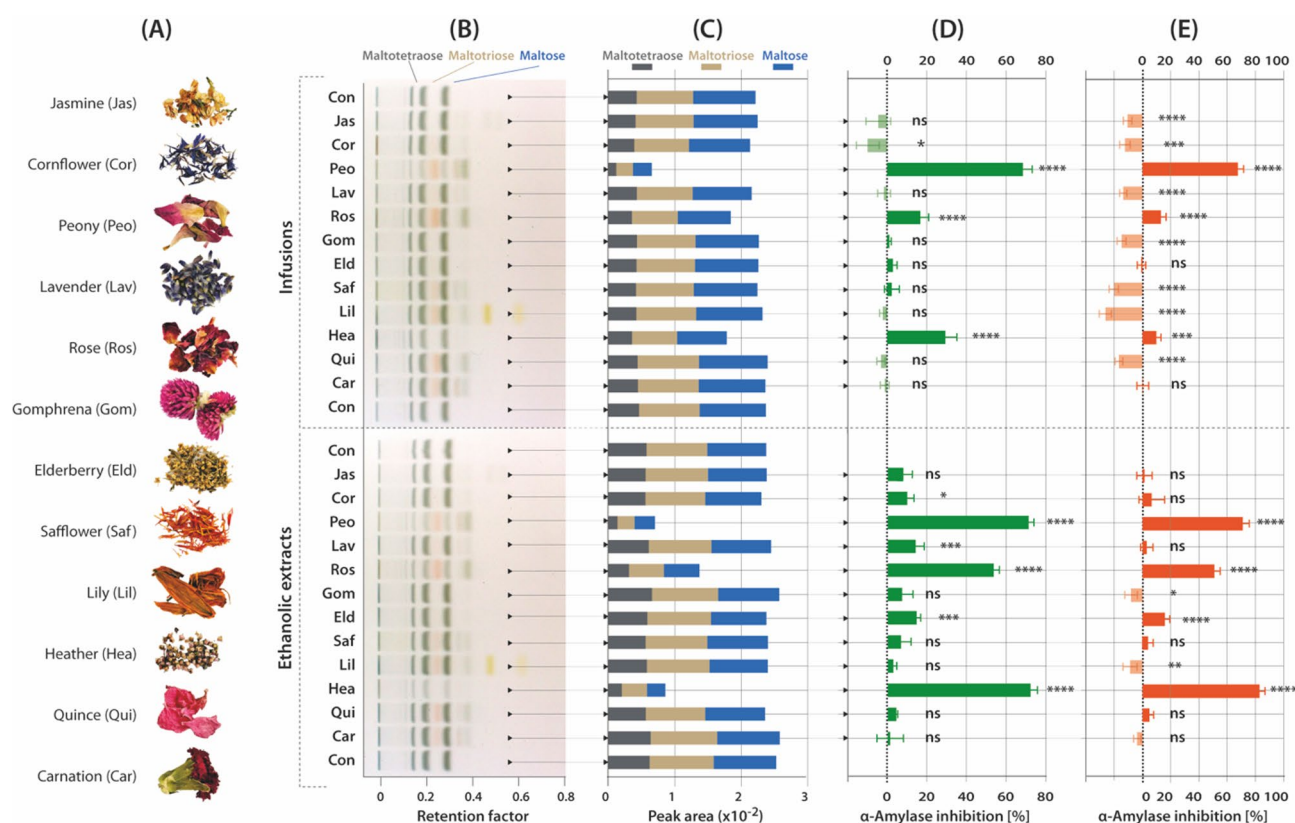 (A) (B) (C) (D) (E)
Maltotetraose Maltotriose Maltose
Maltotetraose Maltotriose Maltose
0 20 40 60 80
0 20 40 60 80 100
Jasmine (Jas)
Cornflower (Cor)
Peony (Peo)
Lavender (Lav)
Rose (Ros)
Gomphrena (Gom)
Elderberry (Eld)
Safflower (Saf)
Lily (Lil)
Heather (Hea)
Quince (Qui)
Carnation (Car)
Infusions
Con
Jas ns ****
Cor * ***
Peo **** ****
Lav ns ****
Ros **** ****
Gom ns ****
Eld ns ns
Saf ns ****
Lil ns ****
Hea **** ***
Qui ns ****
Car ns ns
Con
Ethanolic extracts
Con
Jas ns ns
Cor * ns
Peo **** ****
Lav *** ns
Ros **** ****
Gom ns *
Eld *** ****
Saf ns ns
Lil ns **
Hea **** ****
Qui ns ns
Car ns ns
Con
0 0.2 0.4 0.6 0.8
Retention factor
0 1 2 3
Peak area (x10-2)
0 20 40 60 80
α-Amylase inhibition [%]
0 20 40 60 80 100
α-Amylase inhibition [%]